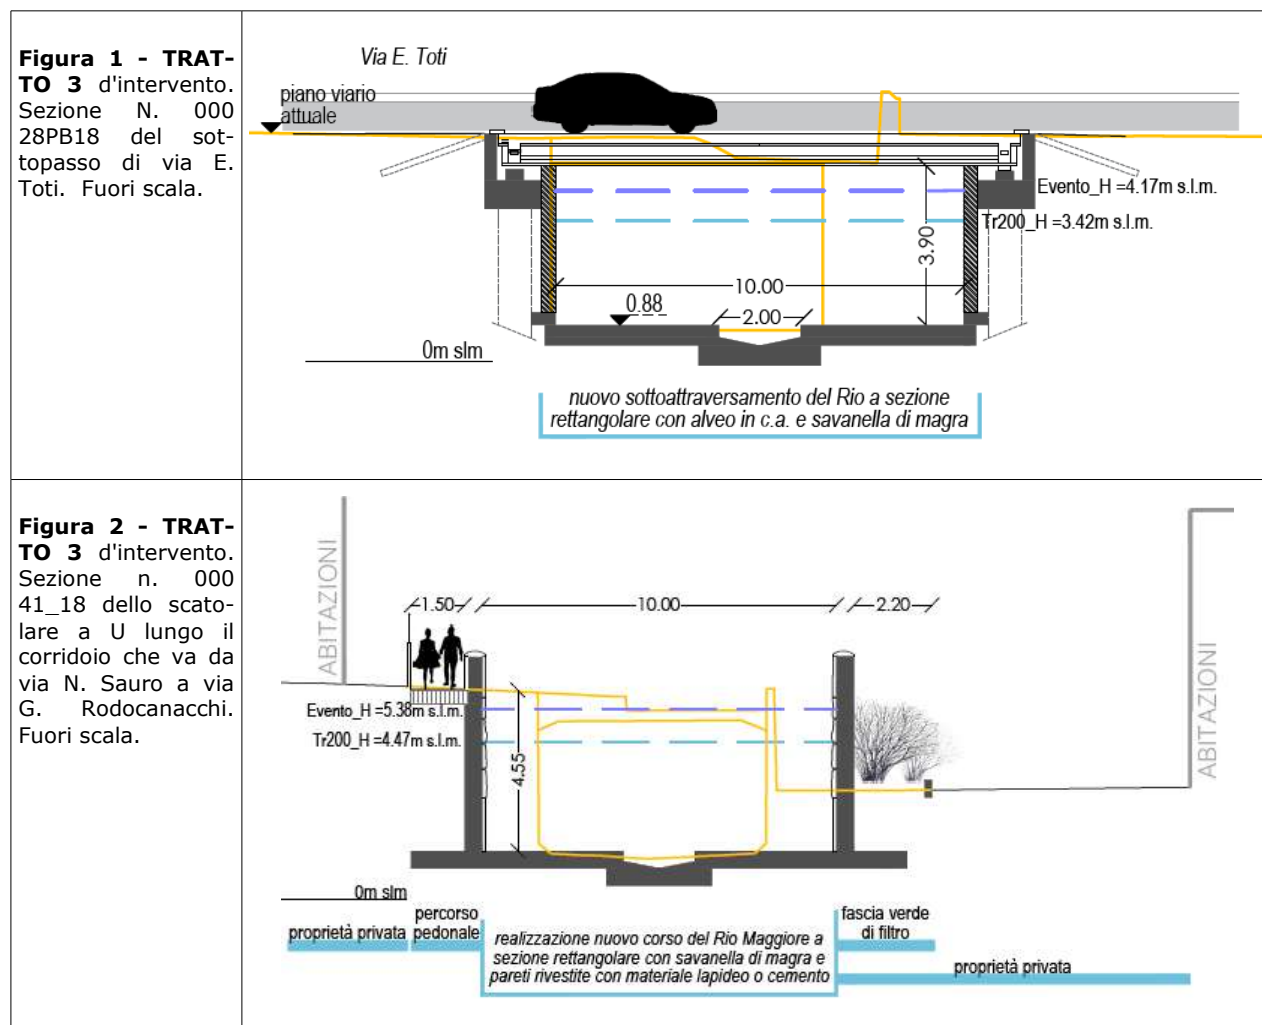 Figura 1 - TRAT-
TO 3 d'intervento.
Sezione N. 000
28PB18 del sot-
topasso di via E.
Toti. Fuori scala.
Via E. Toti
piano viario
attuale
Evento_H =4.17m s.l.m.
Tr200_H =3.42m s.l.m.
3.90
10.00
0.88
2.00
0m slm
nuovo sottoattraversamento del Rio a sezione
rettangolare con alveo in c.a. e savanella di magra
Figura 2 - TRAT-
TO 3 d'intervento.
Sezione n. 000
41_18 dello scato-
lare a U lungo il
corridoio che va da
via N. Sauro a via
G. Rodocanacchi.
Fuori scala.
ABITAZIONI
1.50
10.00
2.20
ABITAZIONI
Evento_H =5.38m s.l.m.
Tr200_H =4.47m s.l.m.
4.55
0m slm
proprietà privata
percorso
pedonale
realizzazione nuovo corso del Rio Maggiore a
sezione rettangolare con savanella di magra e
pareti rivestite con materiale lapideo o cemento
fascia verde
di filtro
proprietà privata